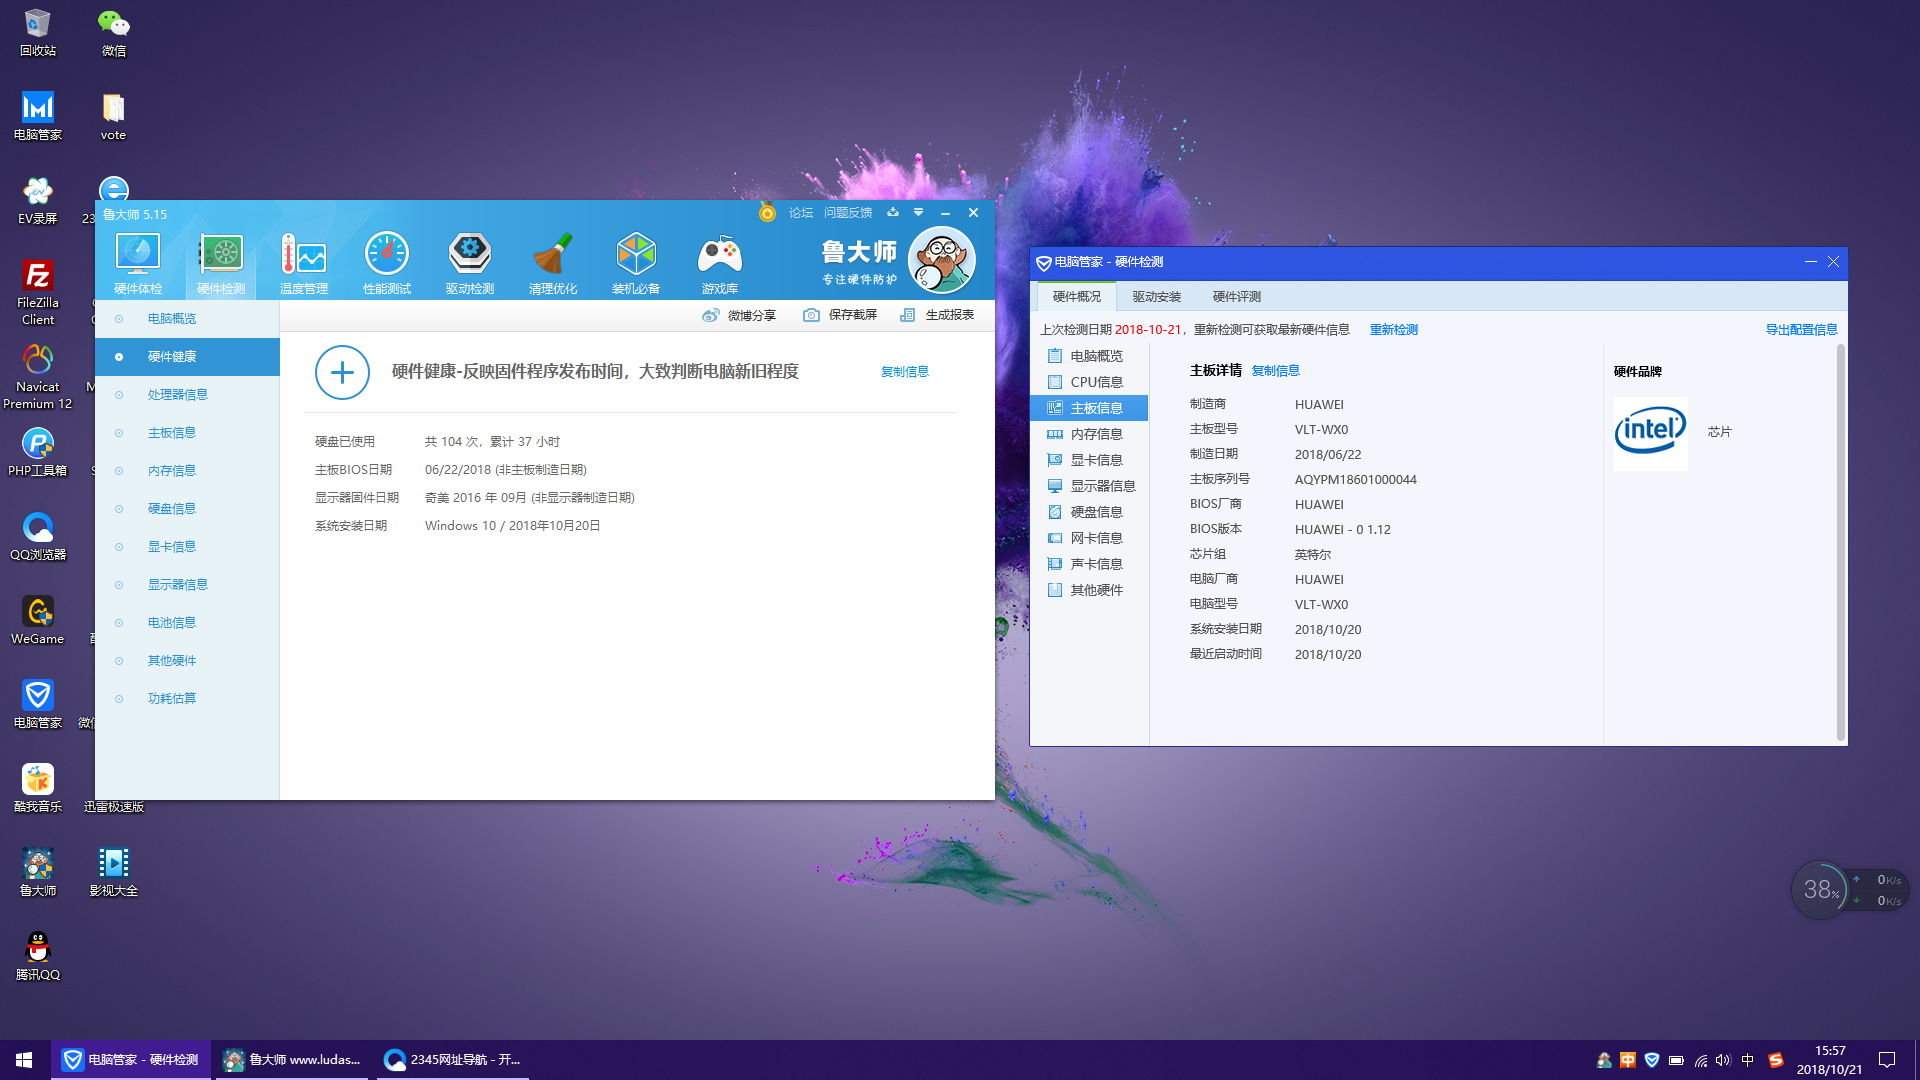 回收站
微信
电脑管家
vote
EV录屏
23
FileZilla
Client
C
Navicat
Premium 12
M
PHP工具箱
S
QQ浏览器
WeGame
电脑管家
微信
酷我音乐
迅雷极速版
鲁大师
影视大全
腾讯QQ
鲁大师 5.15
论坛 问题反馈
硬件体检
硬件检测
温度管理
性能测试
驱动检测
清理优化
装机必备
游戏库
鲁大师
专注硬件防护
微博分享
保存截屏
生成报表
电脑概览
硬件健康
处理器信息
主板信息
内存信息
硬盘信息
显卡信息
显示器信息
电池信息
其他硬件
功耗估算
硬件健康-反映固件程序发布时间，大致判断电脑新旧程度
复制信息
硬盘已使用 共 104 次，累计 37 小时
主板BIOS日期 06/22/2018 (非主板制造日期)
显示器固件日期 奇美 2016 年 09月 (非显示器制造日期)
系统安装日期 Windows 10 / 2018年10月20日
电脑管家 - 硬件检测
硬件概况 驱动安装 硬件评测
上次检测日期 2018-10-21，重新检测可获取最新硬件信息 重新检测
导出配置信息
电脑概览
CPU信息
主板信息
内存信息
显卡信息
显示器信息
硬盘信息
网卡信息
声卡信息
其他硬件
主板详情 复制信息
制造商 HUAWEI
主板型号 VLT-WX0
制造日期 2018/06/22
主板序列号 AQYPM18601000044
BIOS厂商 HUAWEI
BIOS版本 HUAWEI - 0 1.12
芯片组 英特尔
电脑厂商 HUAWEI
电脑型号 VLT-WX0
系统安装日期 2018/10/20
最近启动时间 2018/10/20
硬件品牌
intel
芯片
38%
0K/s
0K/s
电脑管家 - 硬件检测
鲁大师 www.ludas...
2345网址导航 - 开...
中
中
15:57
2018/10/21